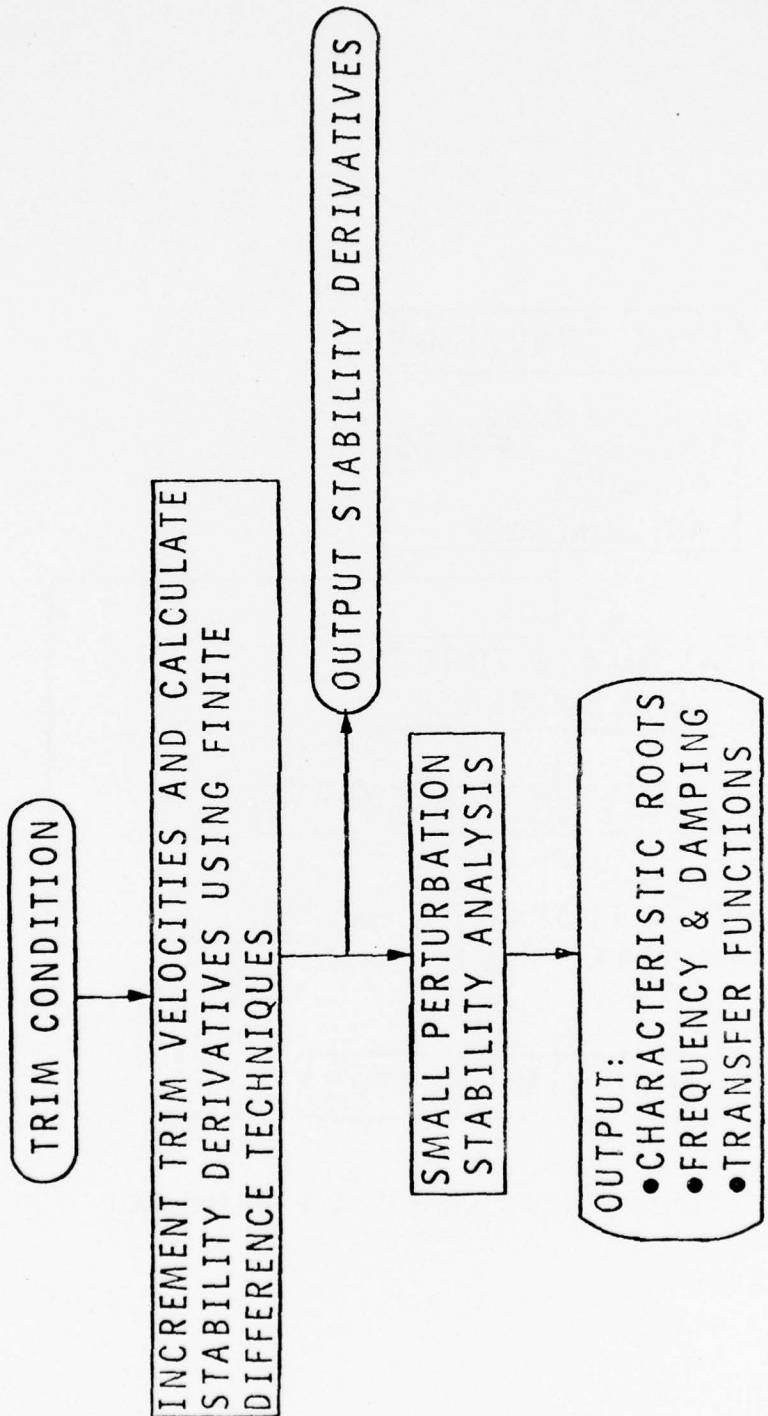 TRIM CONDITION
INCREMENT TRIM VELOCITIES AND CALCULATE
STABILITY DERIVATIVES USING FINITE
DIFFERENCE TECHNIQUES
OUTPUT STABILITY DERIVATIVES
SMALL PERTURBATION
STABILITY ANALYSIS
OUTPUT:
● CHARACTERISTIC ROOTS
● FREQUENCY & DAMPING
● TRANSFER FUNCTIONS